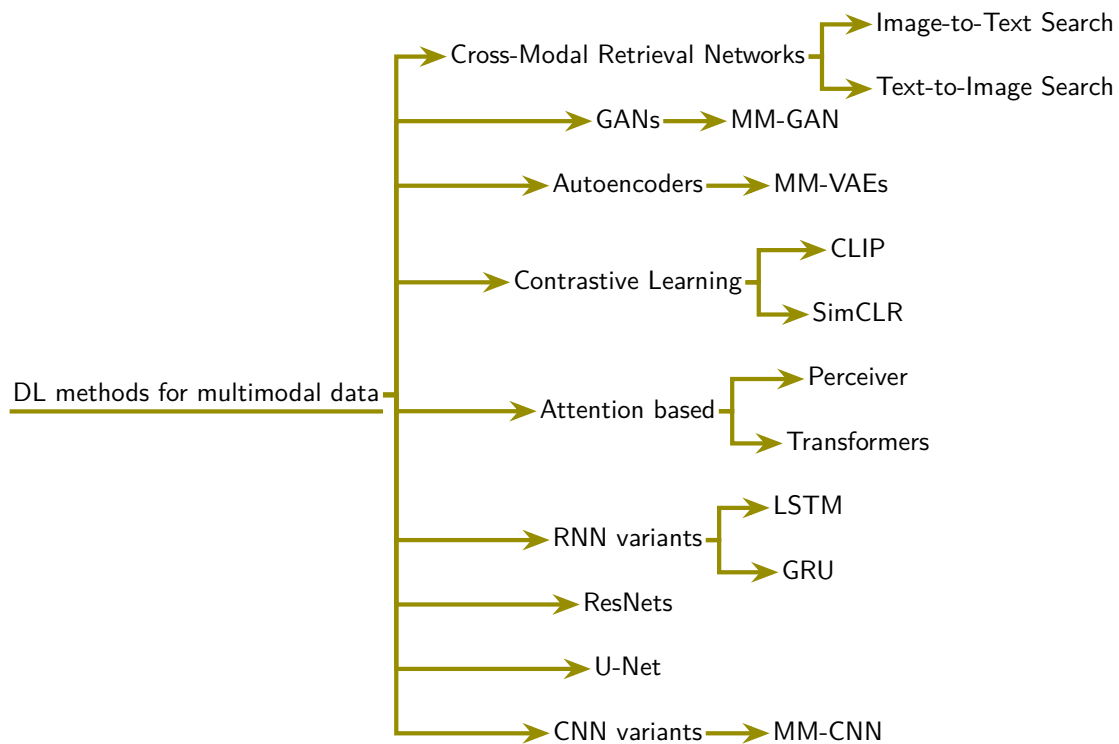 DL methods for multimodal data
Cross-Modal Retrieval Networks
Image-to-Text Search
Text-to-Image Search
GANs
MM-GAN
Autoencoders
MM-VAEs
Contrastive Learning
CLIP
SimCLR
Attention based
Perceiver
Transformers
RNN variants
LSTM
GRU
ResNets
U-Net
CNN variants
MM-CNN